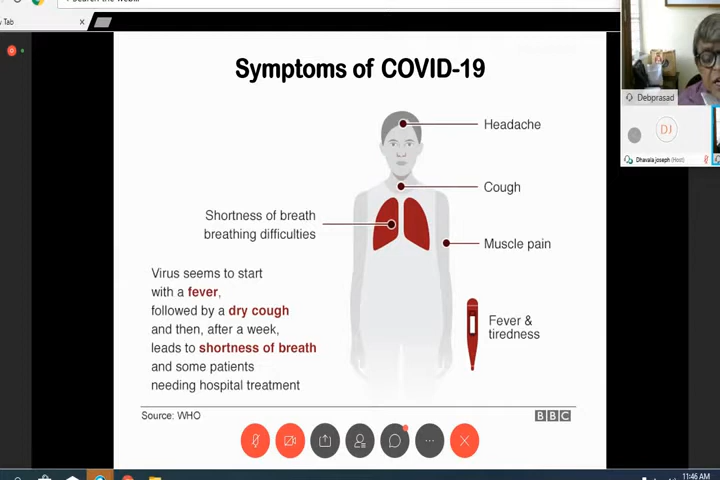 Symptoms of COVID-19
Headache
Cough
Shortness of breath
breathing difficulties
Muscle pain
Virus seems to start
with a fever,
followed by a dry cough
and then, after a week,
leads to shortness of breath
and some patients
needing hospital treatment
Fever &
tiredness
Source: WHO
BBC
Debprasad
DJ
Dhavala joseph (Host)
11:46 AM